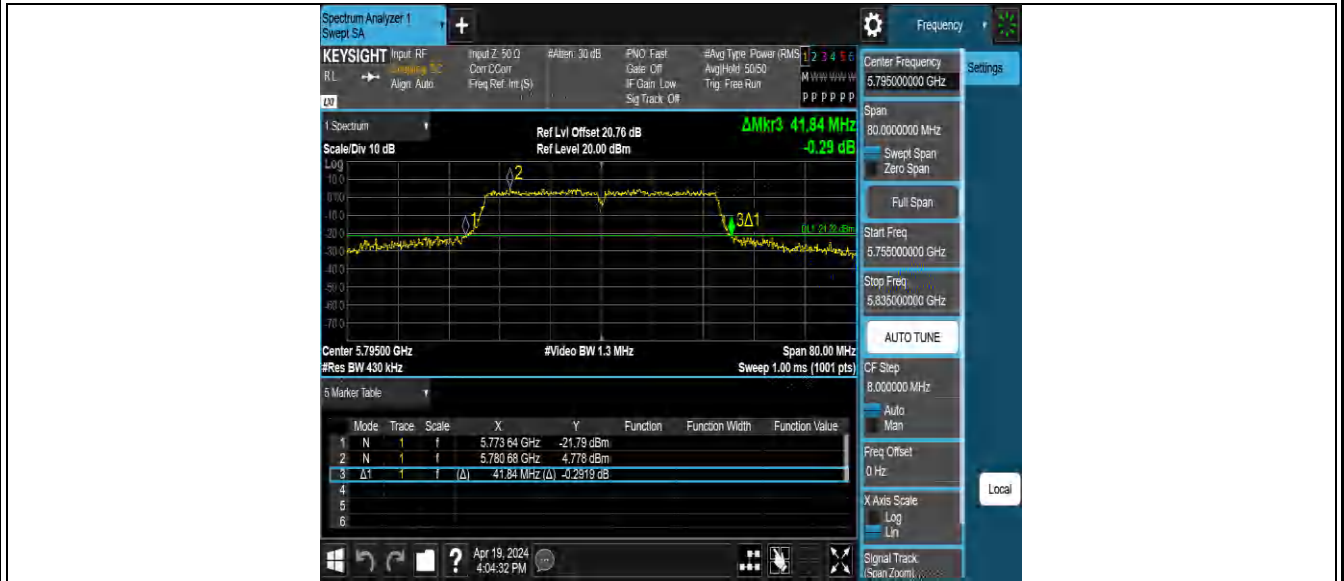 Spectrum Analyzer 1
Swept SA
+
Frequency
KEYSIGHT
RL
LXI
Input: RF
Coupling: DC
Align: Auto
Input Z: 50 Ω
Corr CCorr
Freq Ref: Int (S)
#Atten: 30 dB
PNO: Fast
Gate: Off
IF Gain: Low
Sig Track: Off
#Avg Type: Power (RMS
Avg|Hold: 50/50
Trig: Free Run
1 2 3 4 5 6
M W W W W W
P P P P P P
1 Spectrum
Scale/Div 10 dB
Ref Lvl Offset 20.76 dB
Ref Level 20.00 dBm
ΔMkr3 41.84 MHz
-0.29 dB
Log
10.0
0.00
-10.0
-20.0
-30.0
-40.0
-50.0
-60.0
-70.0
2
1
3Δ1
Center 5.79500 GHz
#Res BW 430 kHz
#Video BW 1.3 MHz
Span 80.00 MHz
Sweep 1.00 ms (1001 pts)
5 Marker Table
Mode Trace Scale X Y Function Function Width Function Value
1 N 1 f 5.773 64 GHz -21.79 dBm
2 N 1 f 5.780 68 GHz 4.778 dBm
3 Δ1 1 f (Δ) 41.84 MHz (Δ) -0.2919 dB
4
5
6
?
Apr 19, 2024
4:04:32 PM
Center Frequency
5.795000000 GHz
Settings
Span
80.0000000 MHz
Swept Span
Zero Span
Full Span
Start Freq
5.755000000 GHz
Stop Freq
5.835000000 GHz
AUTO TUNE
CF Step
8.000000 MHz
Auto
Man
Freq Offset
0 Hz
X Axis Scale
Log
Lin
Local
Signal Track
(Span Zoom)